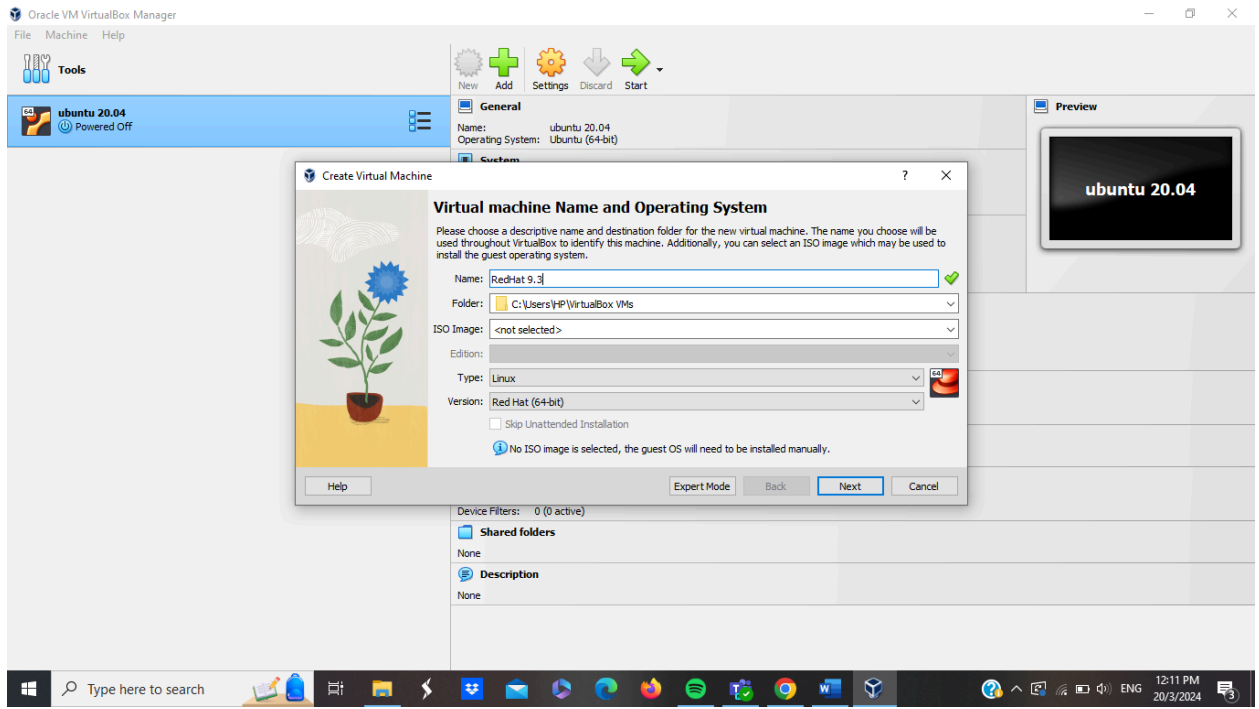 Oracle VM VirtualBox Manager
File Machine Help
Tools
New Add Settings Discard Start
64
ubuntu 20.04
Powered Off
General
Name: ubuntu 20.04
Operating System: Ubuntu (64-bit)
System
Preview
ubuntu 20.04
Create Virtual Machine ?
Virtual machine Name and Operating System
Please choose a descriptive name and destination folder for the new virtual machine. The name you choose will be
used throughout VirtualBox to identify this machine. Additionally, you can select an ISO image which may be used to
install the guest operating system.
Name: RedHat 9.3
Folder: C:\Users\HP\VirtualBox VMs
ISO Image: <not selected>
Edition:
Type: Linux
64
Version: Red Hat (64-bit)
Skip Unattended Installation
No ISO image is selected, the guest OS will need to be installed manually.
Help Expert Mode Back Next Cancel
Device Filters: 0 (0 active)
Shared folders
None
Description
None
Type here to search
ENG
12:11 PM
20/3/2024
3